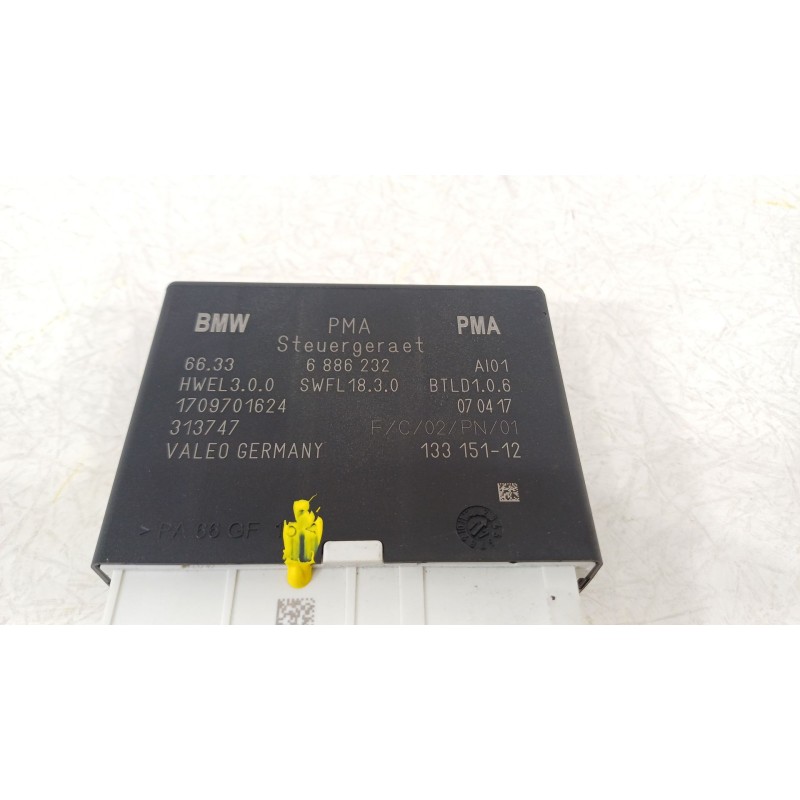 BMW PMA PMA
Steuergeraet
66.33 6 886 232 AI01
HWEL3.0.0 SWFL18.3.0 BTLD1.0.6
1709701624 07 04 17
313747 F/C/02/PN/01
VALEO GERMANY 133 151-12